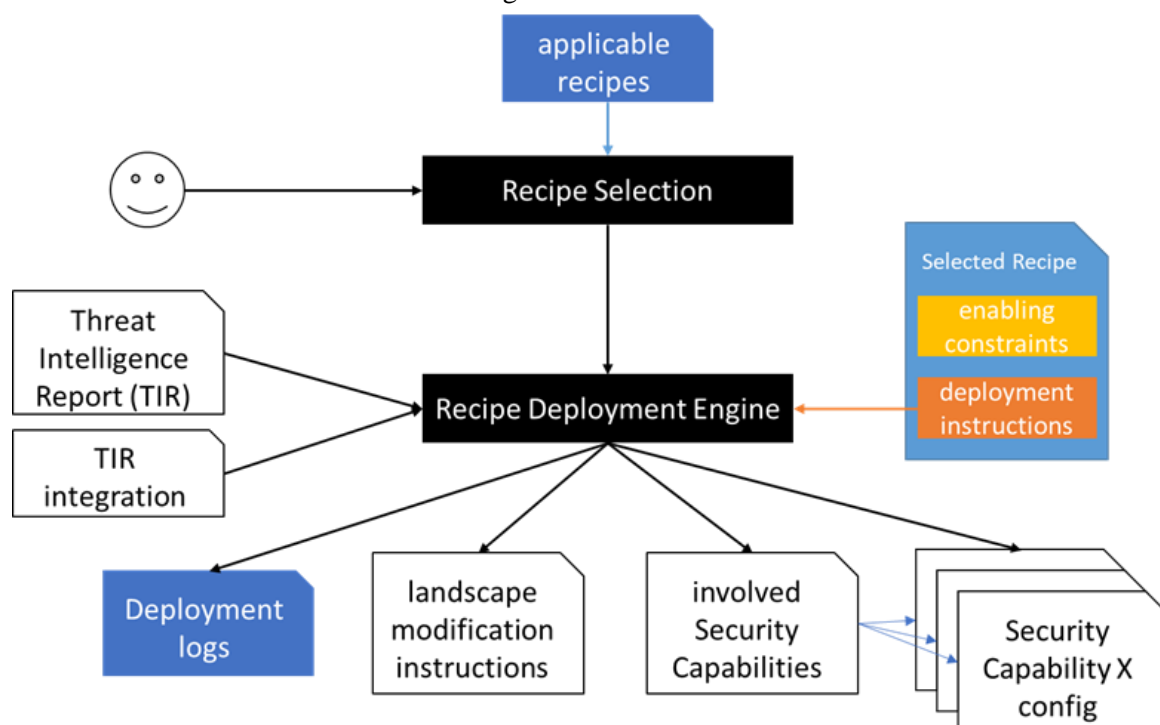 applicable
recipes
Recipe Selection
Selected Recipe
enabling
constraints
deployment
instructions
Threat
Intelligence
Report (TIR)
Recipe Deployment Engine
TIR
integration
Deployment
logs
landscape
modification
instructions
involved
Security
Capabilities
Security
Capability X
config